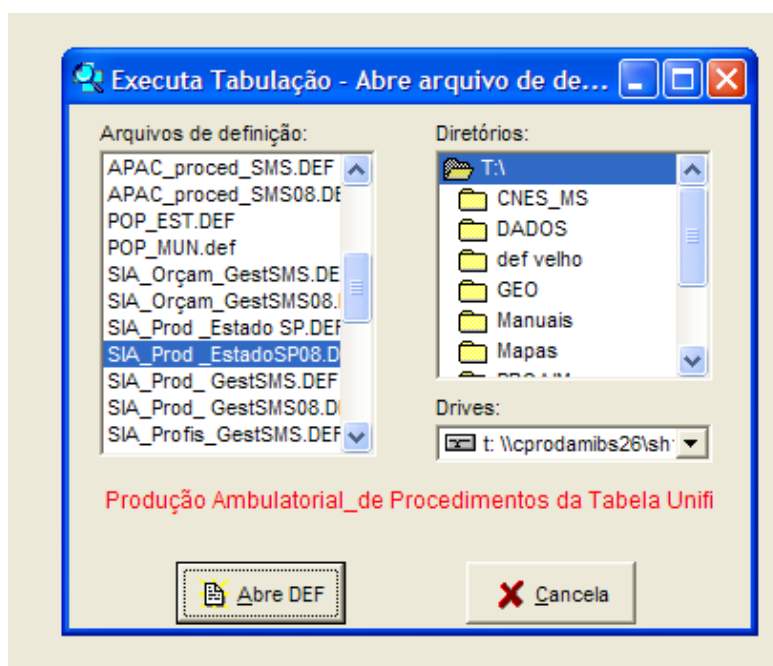 Executa Tabulação - Abre arquivo de de...
Arquivos de definição:
APAC_proced_SMS.DEF
APAC_proced_SMS08.DE
POP_EST.DEF
POP_MUN.def
SIA_Orçam_GestSMS.DE
SIA_Orçam_GestSMS08.
SIA_Prod _Estado SP.DEF
SIA_Prod _EstadoSP08.D
SIA_Prod_ GestSMS.DEF
SIA_Prod_ GestSMS08.D
SIA_Profis_GestSMS.DEF
Diretórios:
T:\
CNES_MS
DADOS
def velho
GEO
Manuais
Mapas
Drives:
t: \\cprodamibs26\sh
Produção Ambulatorial_de Procedimentos da Tabela Unifi
Abre DEF
Cancela